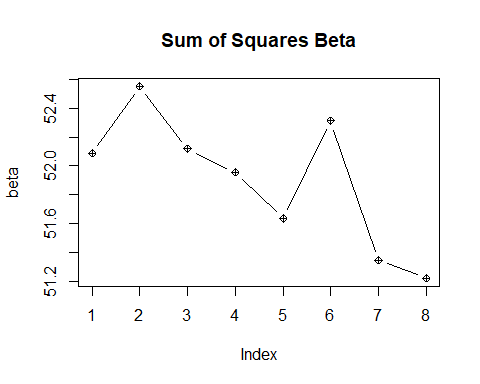 Sum of Squares Beta
beta
52.4
52.0
51.6
51.2
1 2 3 4 5 6 7 8
Index